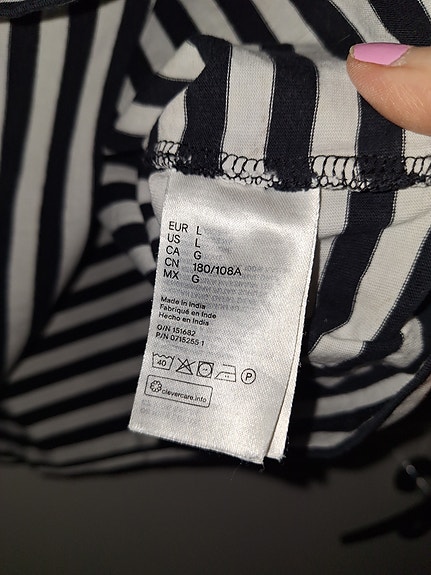 EUR L
US L
CA G
CN 180/108A
MX G
Made in India
Fabriqué en Inde
Hecho en India
O/N 151682
P/N 0715255-1
40
P
clevercare.info